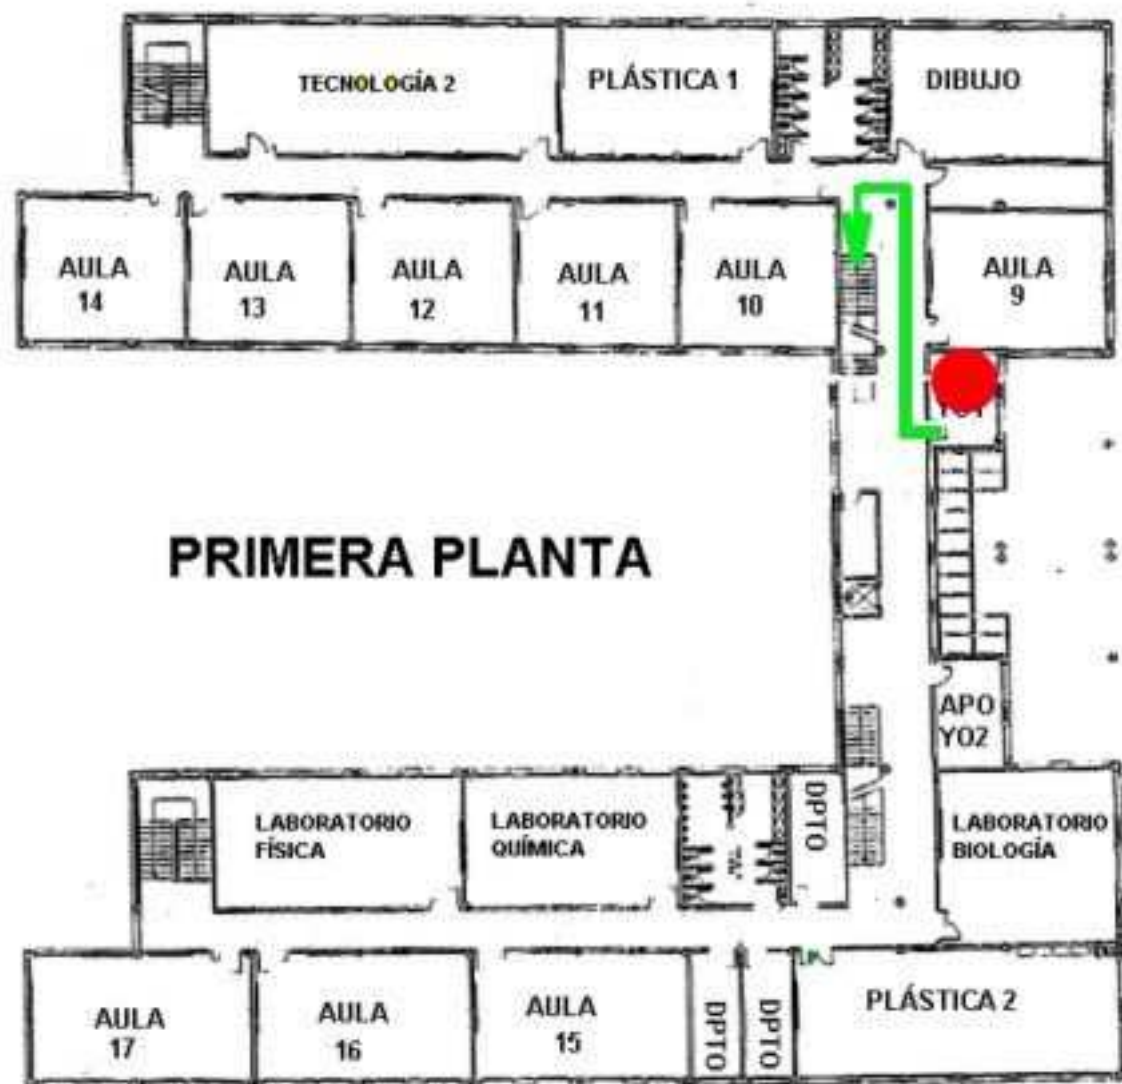 TECNOLOGÍA 2
PLÁSTICA 1
DIBUJO
AULA
14
AULA
13
AULA
12
AULA
11
AULA
10
AULA
9
PRIMERA PLANTA
APO
YO2
LABORATORIO
FÍSICA
LABORATORIO
QUÍMICA
DPTO
LABORATORIO
BIOLOGÍA
AULA
17
AULA
16
AULA
15
DPTO
DPTO
PLÁSTICA 2